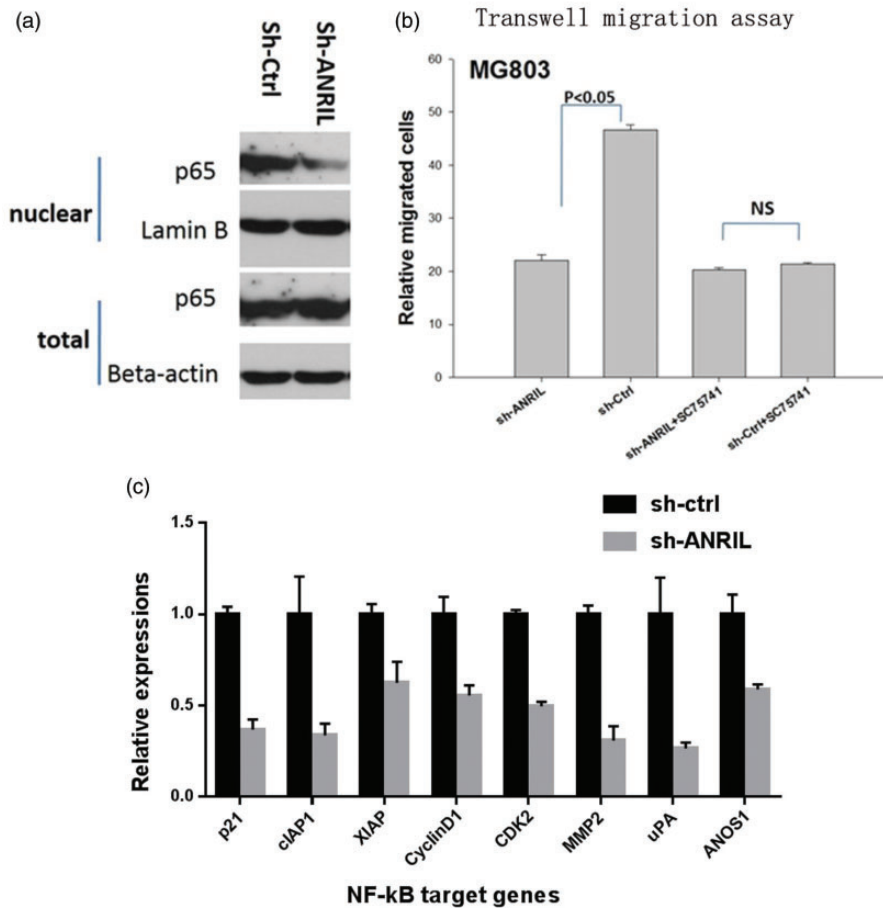 (a)
Sh-Ctrl
Sh-ANRIL
nuclear
p65
Lamin B
total
p65
Beta-actin
(b)
Transwell migration assay
MG803
P<0.05
NS
Relative migrated cells
60
50
40
30
20
10
0
sh-ANRIL
sh-Ctrl
sh-ANRIL+SC75741
sh-Ctrl+SC75741
(c)
sh-ctrl
sh-ANRIL
Relative expressions
1.5
1.0
0.5
0.0
p21
cIAP1
XIAP
CyclinD1
CDK2
MMP2
uPA
ANOS1
NF-kB target genes